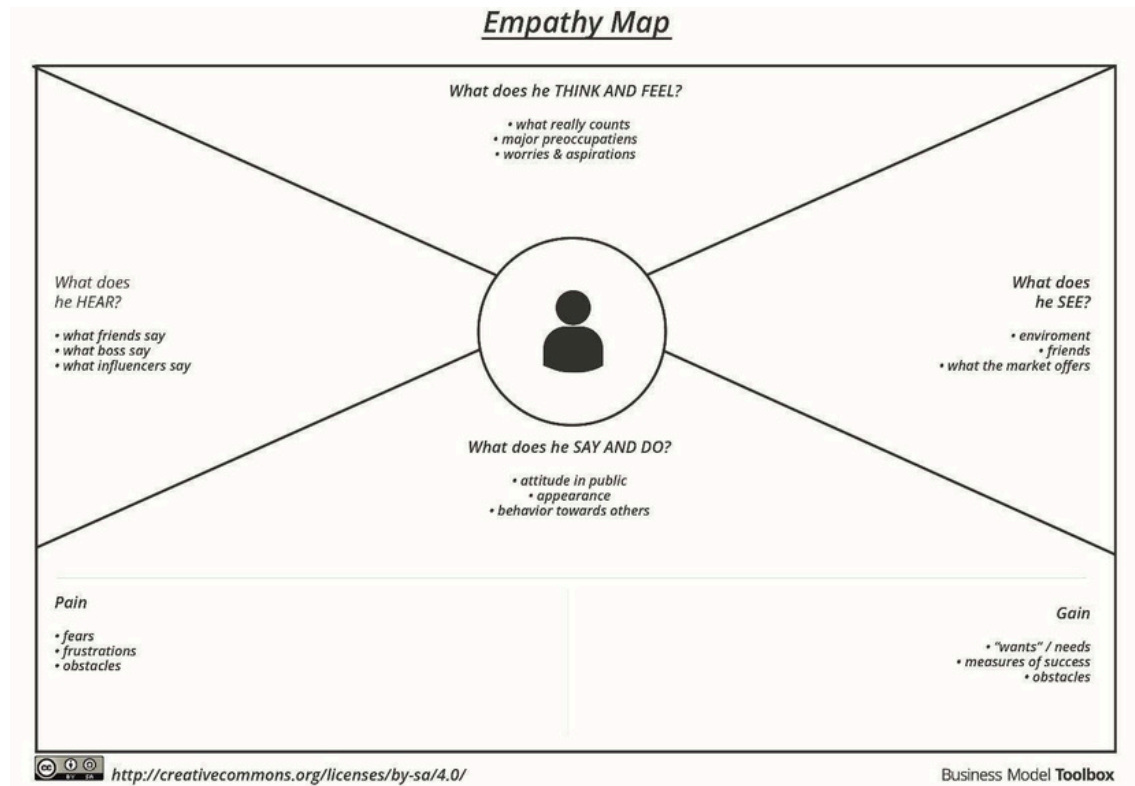 Empathy Map
What does he THINK AND FEEL?
• what really counts
• major preoccupatiens
• worries & aspirations
What does
he HEAR?
• what friends say
• what boss say
• what influencers say
What does
he SEE?
• enviroment
• friends
• what the market offers
What does he SAY AND DO?
• attitude in public
• appearance
• behavior towards others
Pain
• fears
• frustrations
• obstacles
Gain
• “wants” / needs
• measures of success
• obstacles
cc
BY SA
http://creativecommons.org/licenses/by-sa/4.0/
Business Model Toolbox